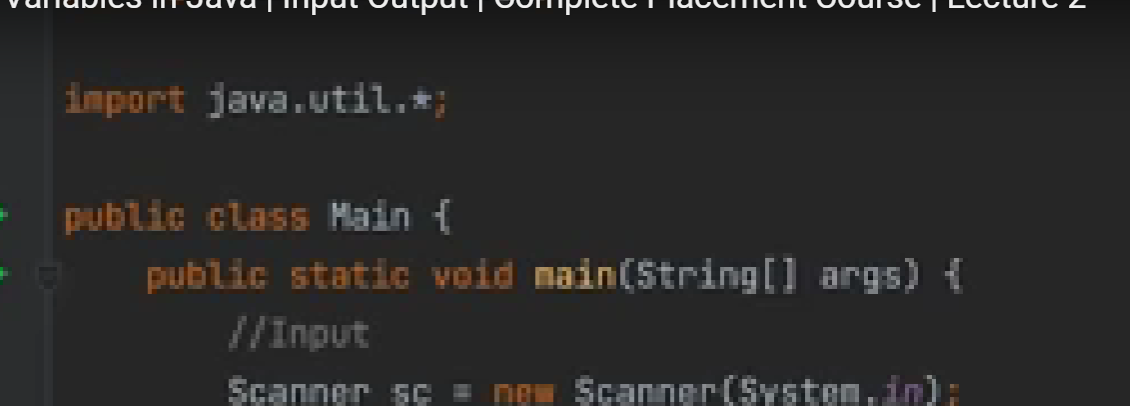 Variables in Java | Input Output | Complete Placement Course | Lecture 2
import java.util.*;
public class Main {
public static void main(String[] args) {
//Input
Scanner sc = new Scanner(System.in);